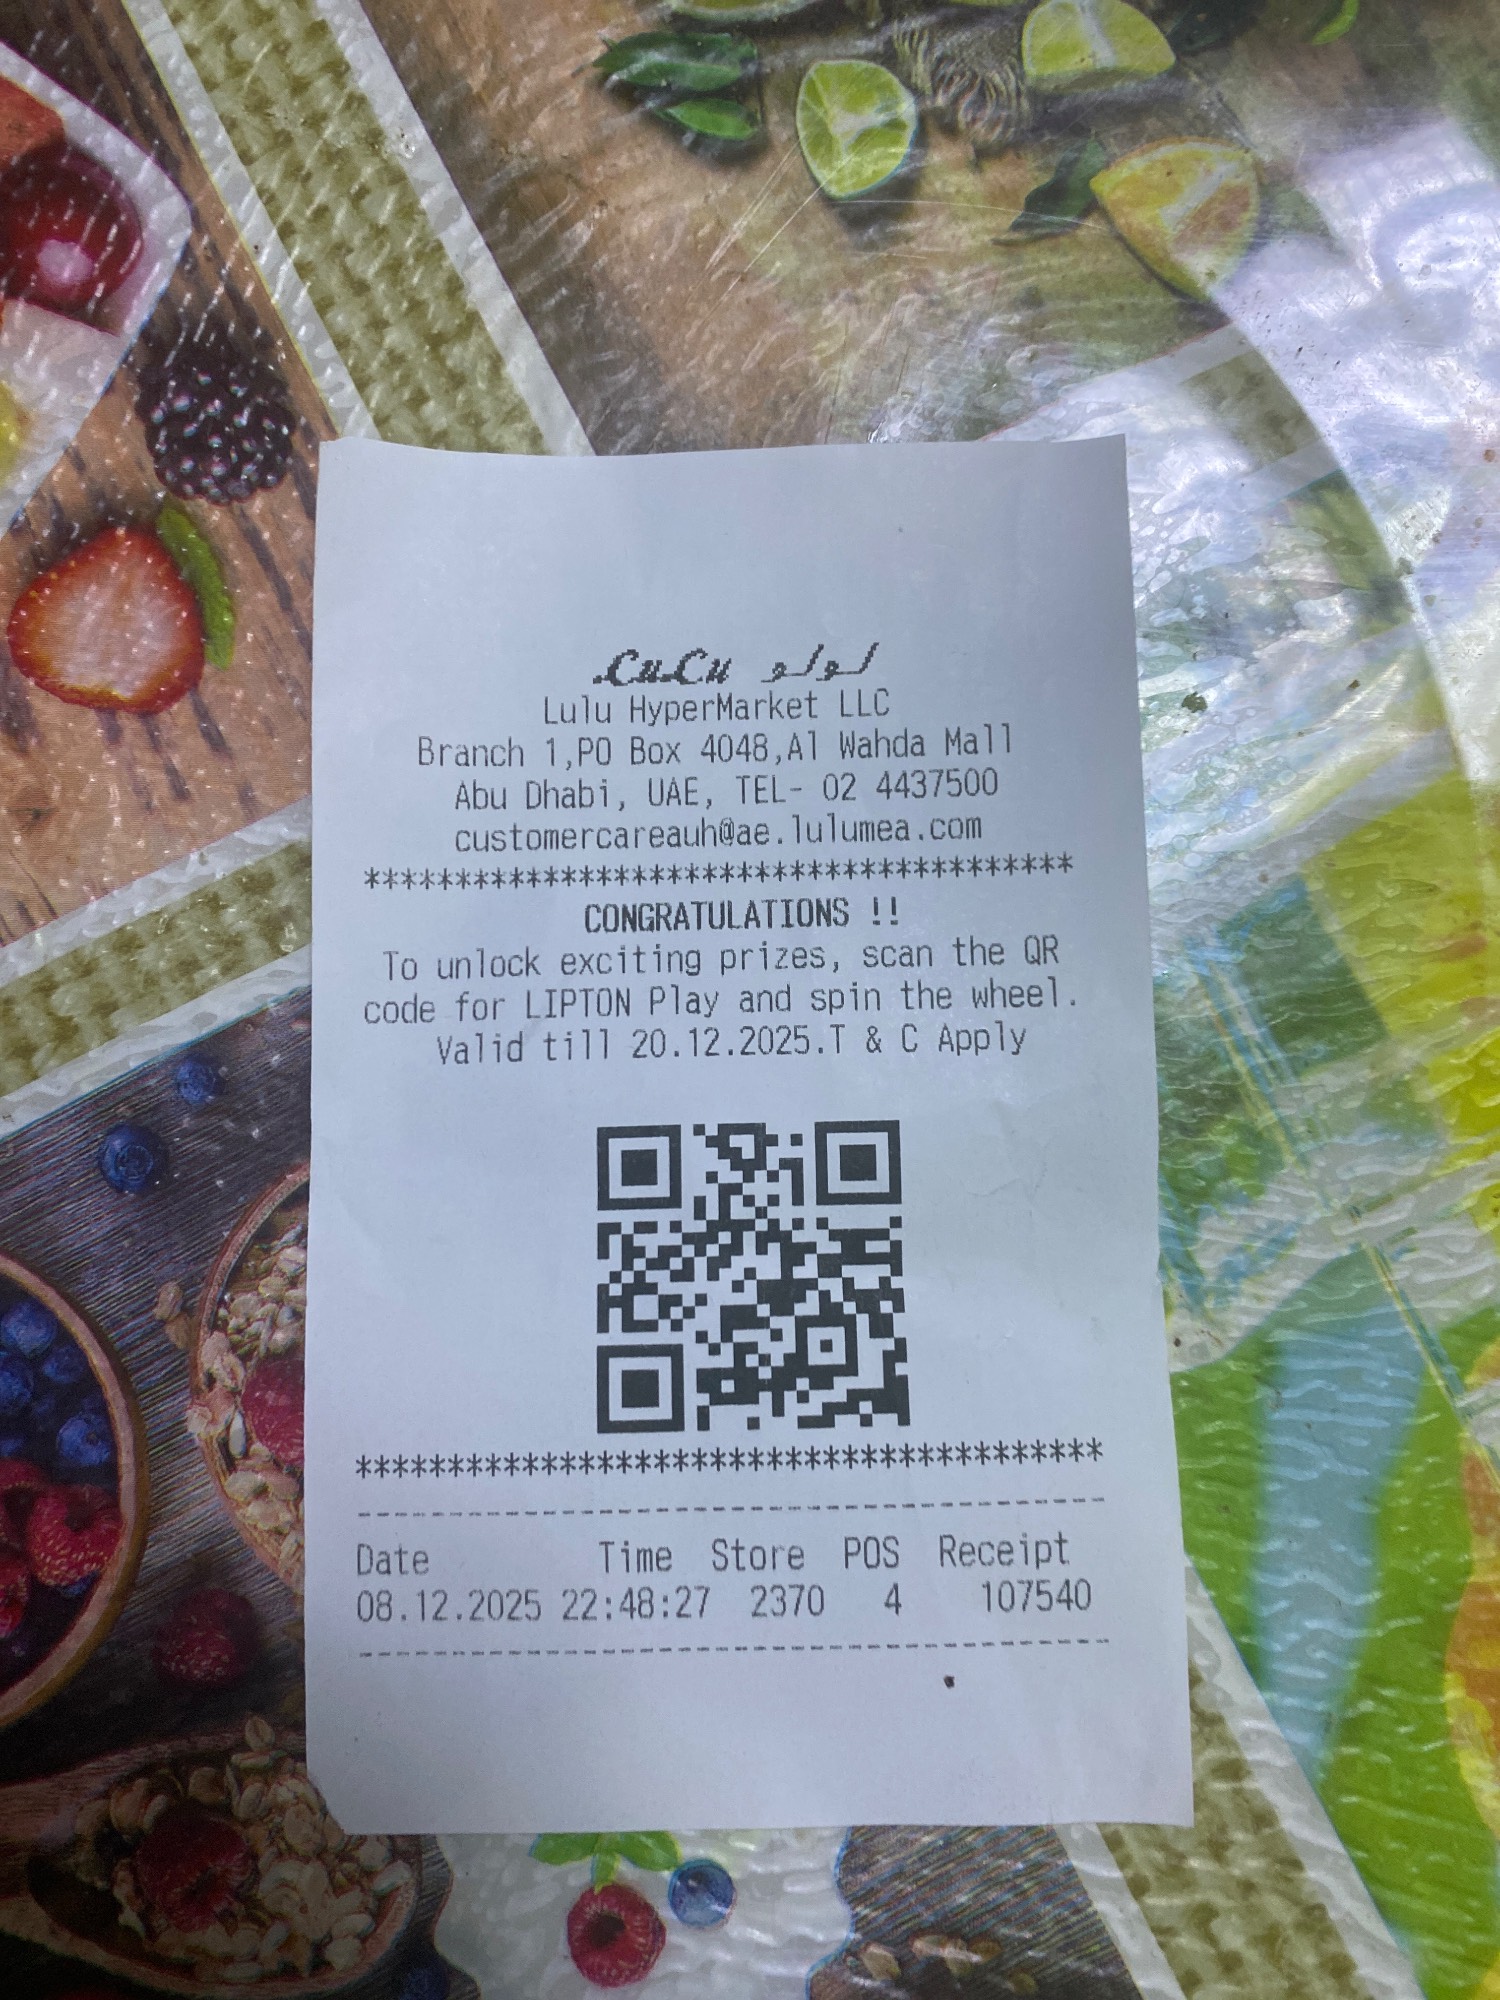 LuLu لولو
Lulu HyperMarket LLC
Branch 1,PO Box 4048,Al Wahda Mall
Abu Dhabi, UAE, TEL- 02 4437500
customercareauh@ae.lulumea.com
***************************************
CONGRATULATIONS !!
To unlock exciting prizes, scan the QR
code for LIPTON Play and spin the wheel.
Valid till 20.12.2025.T & C Apply
****************************************
----------------------------------------
Date Time Store POS Receipt
08.12.2025 22:48:27 2370 4 107540
----------------------------------------